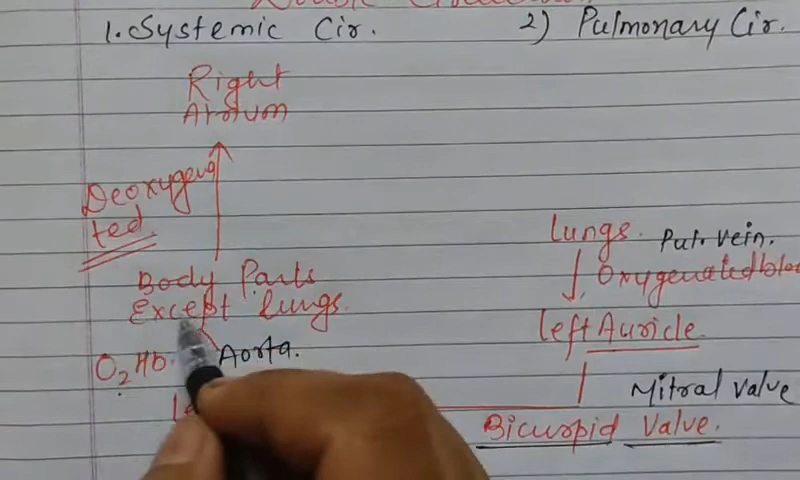 1. Systemic Cir.
2) Pulmonary Cir.
Right
Atrium
Deoxygena
ted
Body Parts
Except lungs.
O2 Hb.
Aorta.
lungs.
Pul. vein.
Oxygenated bloo
left Auricle
Mitral valve
Bicuspid Valve.